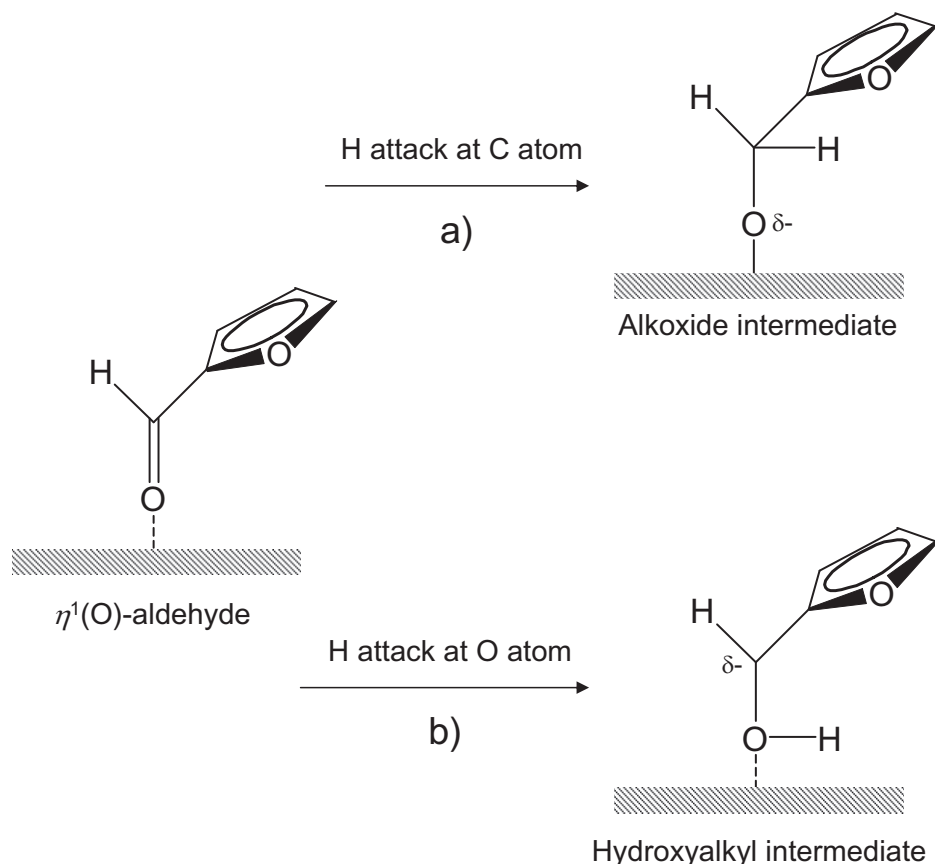 O
H
H
H attack at C atom
a)
O δ-
Alkoxide intermediate
O
H
O
η¹(O)-aldehyde
H attack at O atom
b)
O
H
δ-
O H
Hydroxyalkyl intermediate